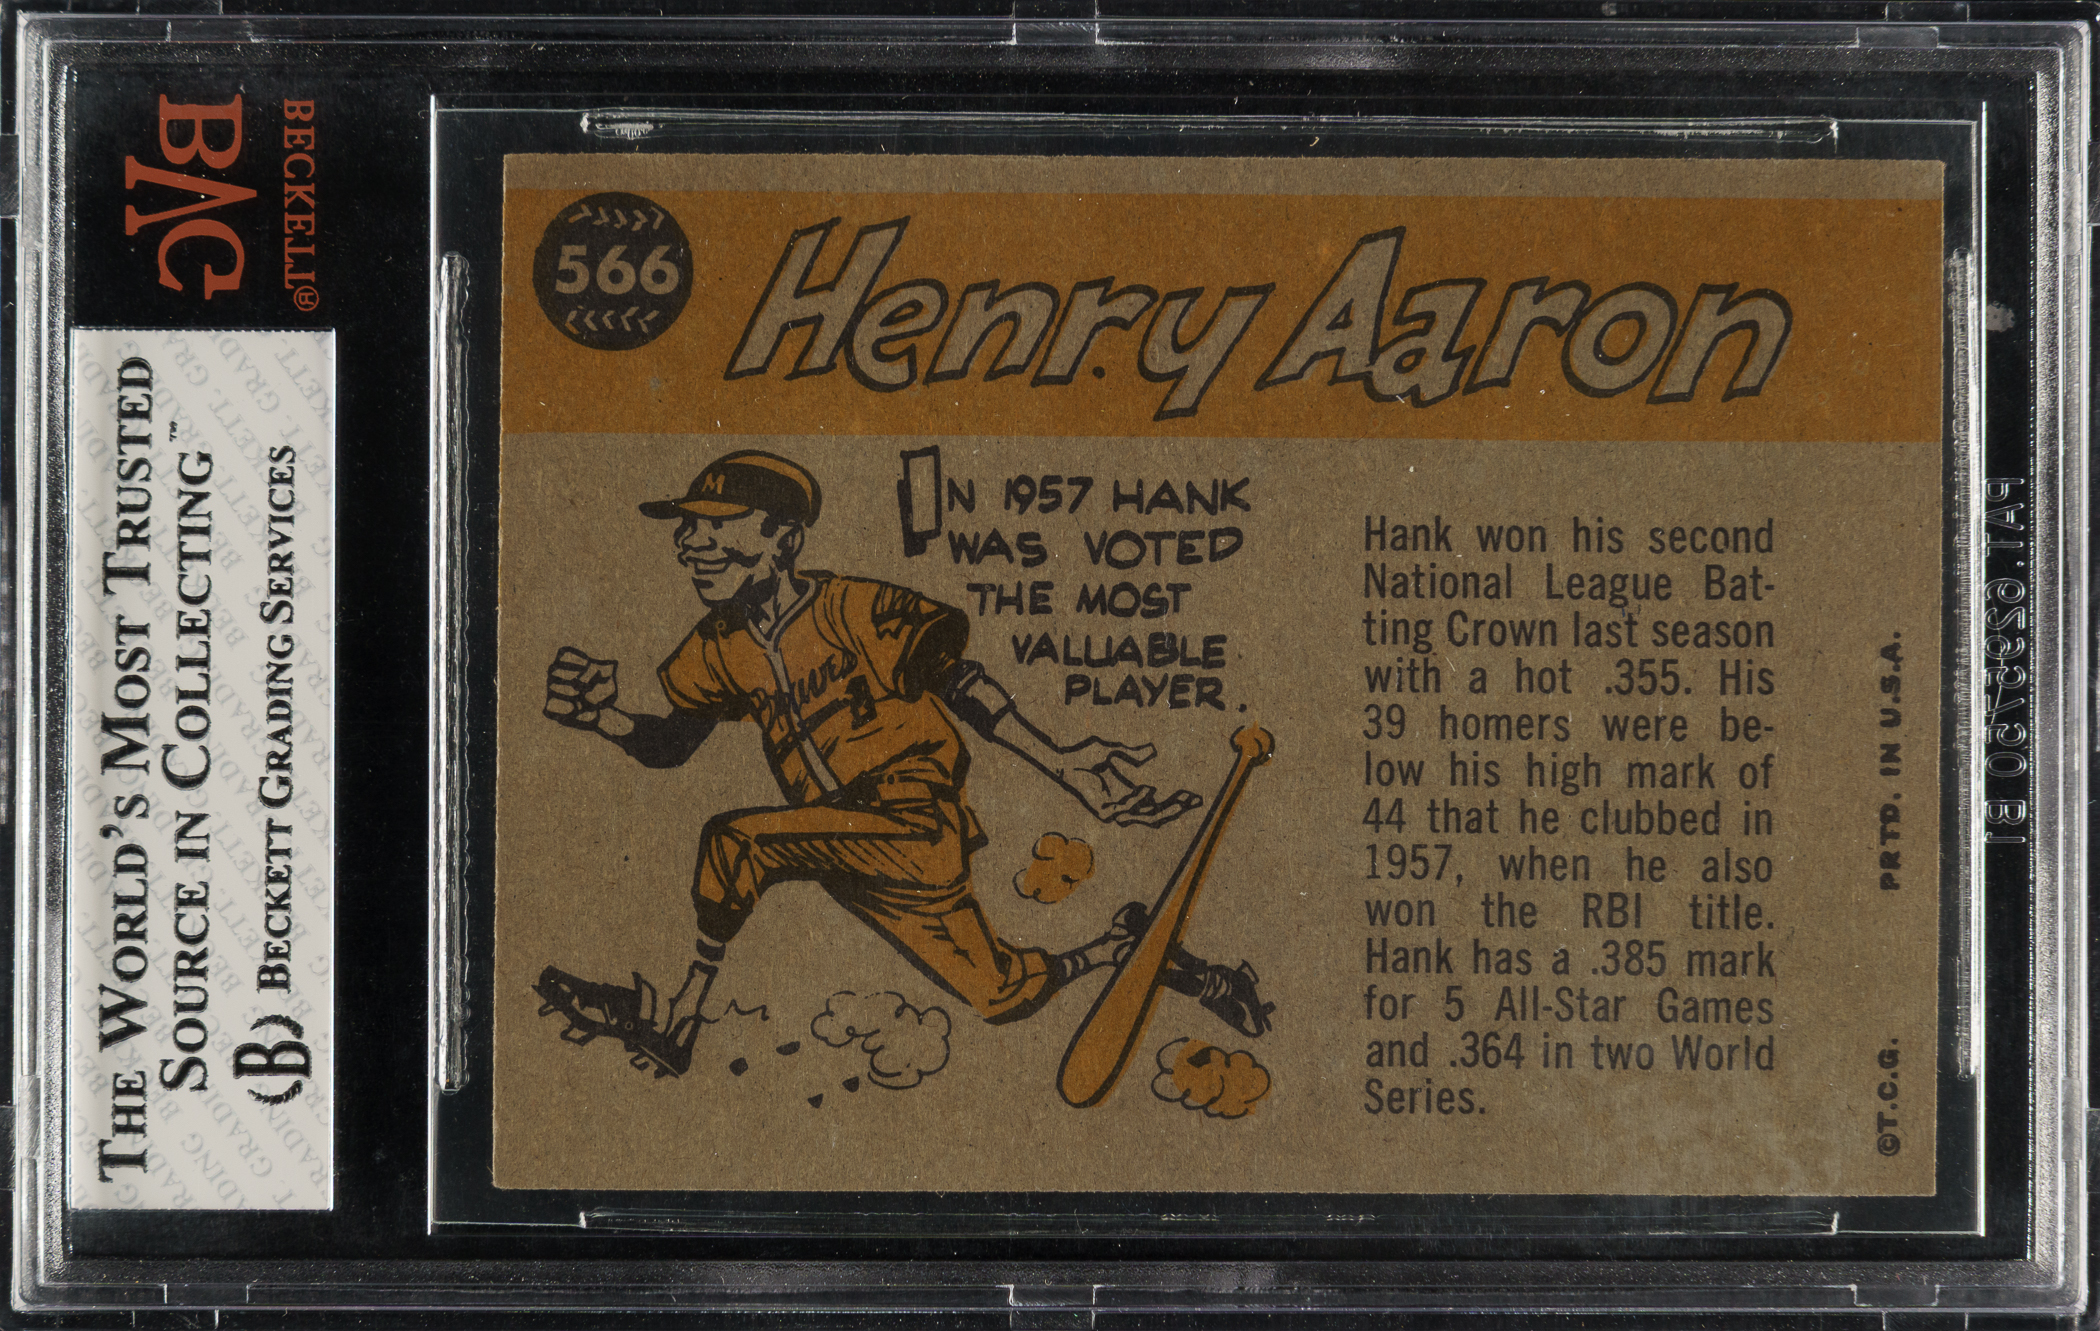 BECKETT®
BVG
THE WORLD'S MOST TRUSTED
SOURCE IN COLLECTING™
(B) BECKETT GRADING SERVICES
566
Henry Aaron
IN 1957 HANK
WAS VOTED
THE MOST
VALUABLE
PLAYER.
M
Braves
Hank won his second
National League Bat-
ting Crown last season
with a hot .355. His
39 homers were be-
low his high mark of
44 that he clubbed in
1957, when he also
won the RBI title.
Hank has a .385 mark
for 5 All-Star Games
and .364 in two World
Series.
©T.C.G.
PRTD. IN U.S.A.